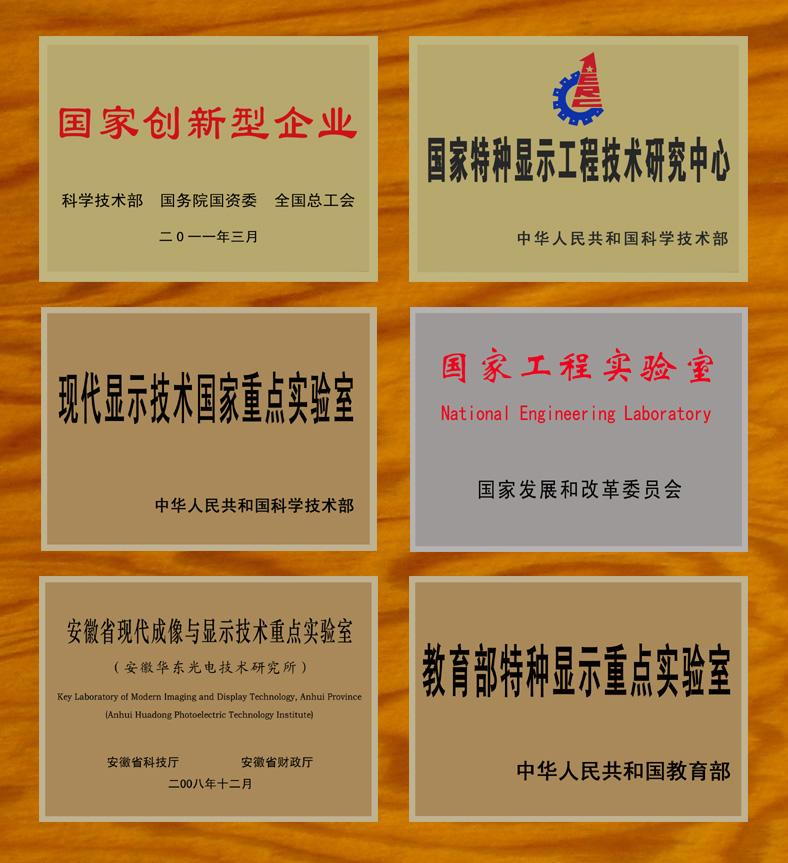 国家创新型企业
科学技术部 国务院国资委 全国总工会
二0一一年三月
国家特种显示工程技术研究中心
中华人民共和国科学技术部
现代显示技术国家重点实验室
中华人民共和国科学技术部
国家工程实验室
National Engineering Laboratory
国家发展和改革委员会
安徽省现代成像与显示技术重点实验室
(安徽华东光电技术研究所)
Key Laboratory of Modern Imaging and Display Technology, Anhui Province
(Anhui Huadong Photoelectric Technology Institute)
安徽省科技厅 安徽省财政厅
二00八年十二月
教育部特种显示重点实验室
中华人民共和国教育部